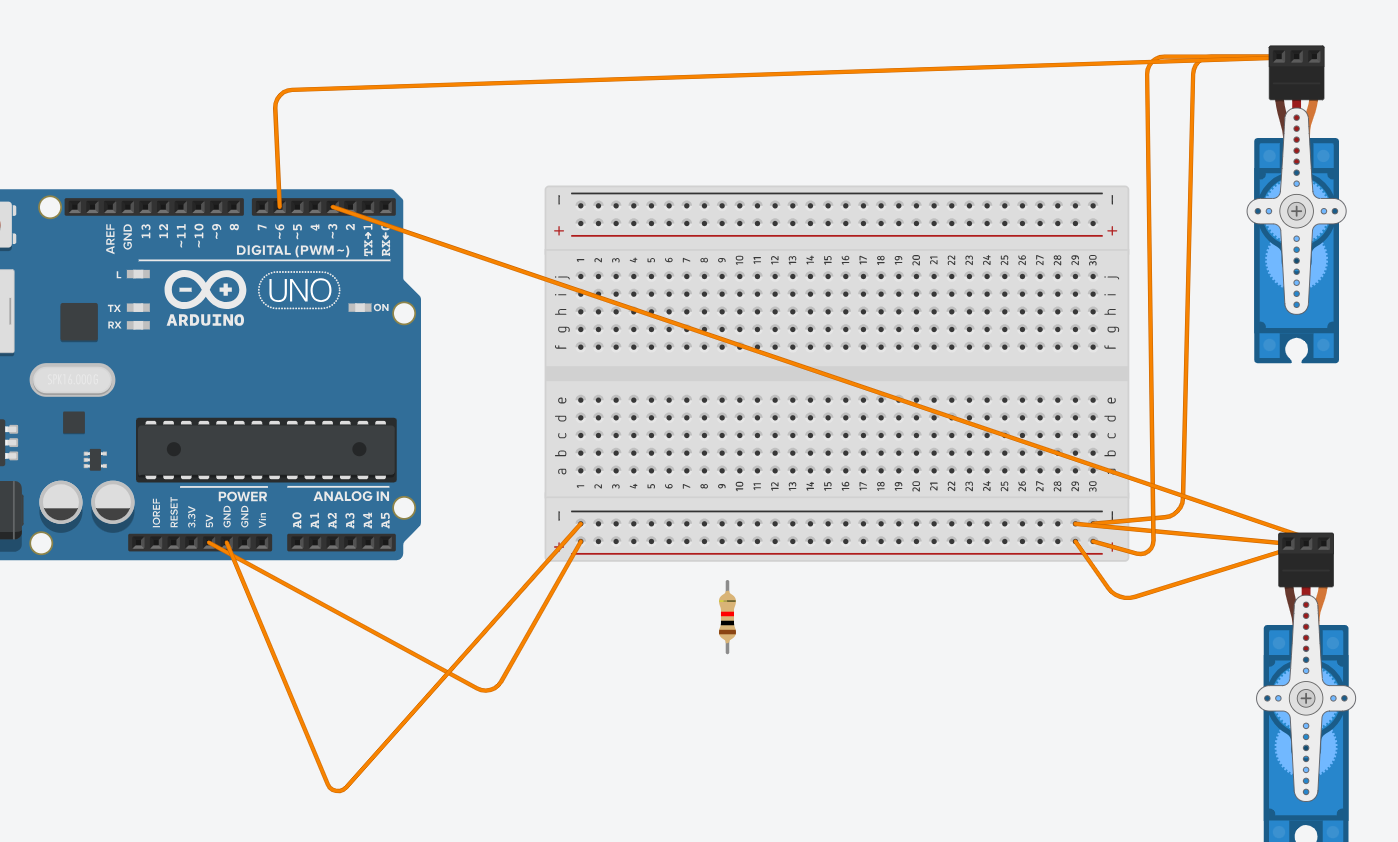 AREF
GND
13
12
~11
~10
~9
8
7
~6
~5
4
~3
2
TX→1
RX←0
DIGITAL (PWM~)
L
TX
RX
ARDUINO
UNO
ON
SPK16.000G
POWER
ANALOG IN
IOREF
RESET
3.3V
5V
GND
GND
Vin
A0
A1
A2
A3
A4
A5
− −
+ +
1 2 3 4 5 6 7 8 9 10 11 12 13 14 15 16 17 18 19 20 21 22 23 24 25 26 27 28 29 30
j j
i i
h h
g g
f f
e e
d d
c c
b b
a a
1 2 3 4 5 6 7 8 9 10 11 12 13 14 15 16 17 18 19 20 21 22 23 24 25 26 27 28 29 30
− −
+ +